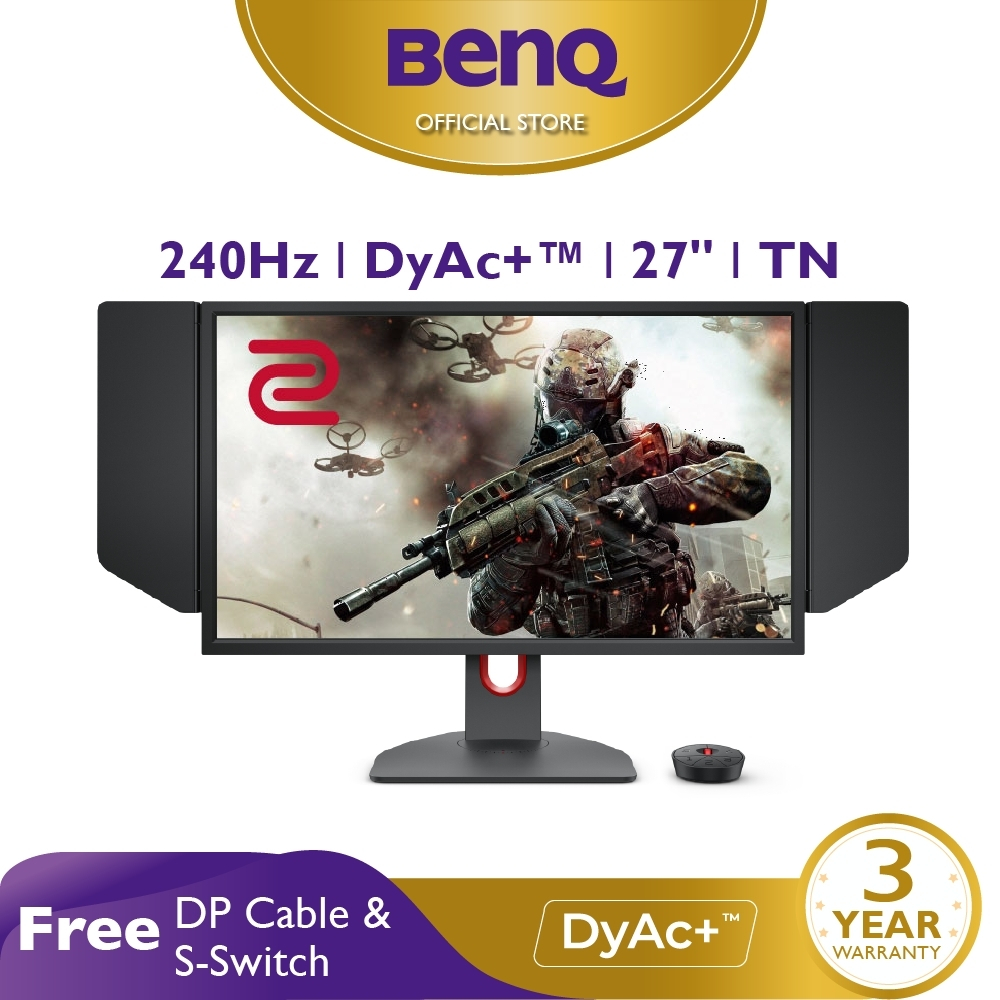 BenQ
OFFICIAL STORE
240Hz | DyAc+™ | 27" | TN
Free DP Cable &
S-Switch
DyAc+™
3
YEAR
WARRANTY